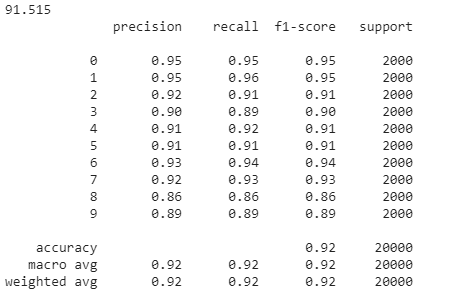 91.515
precision recall f1-score support
0 0.95 0.95 0.95 2000
1 0.95 0.96 0.95 2000
2 0.92 0.91 0.91 2000
3 0.90 0.89 0.90 2000
4 0.91 0.92 0.91 2000
5 0.91 0.91 0.91 2000
6 0.93 0.94 0.94 2000
7 0.92 0.93 0.93 2000
8 0.86 0.86 0.86 2000
9 0.89 0.89 0.89 2000
accuracy 0.92 20000
macro avg 0.92 0.92 0.92 20000
weighted avg 0.92 0.92 0.92 20000